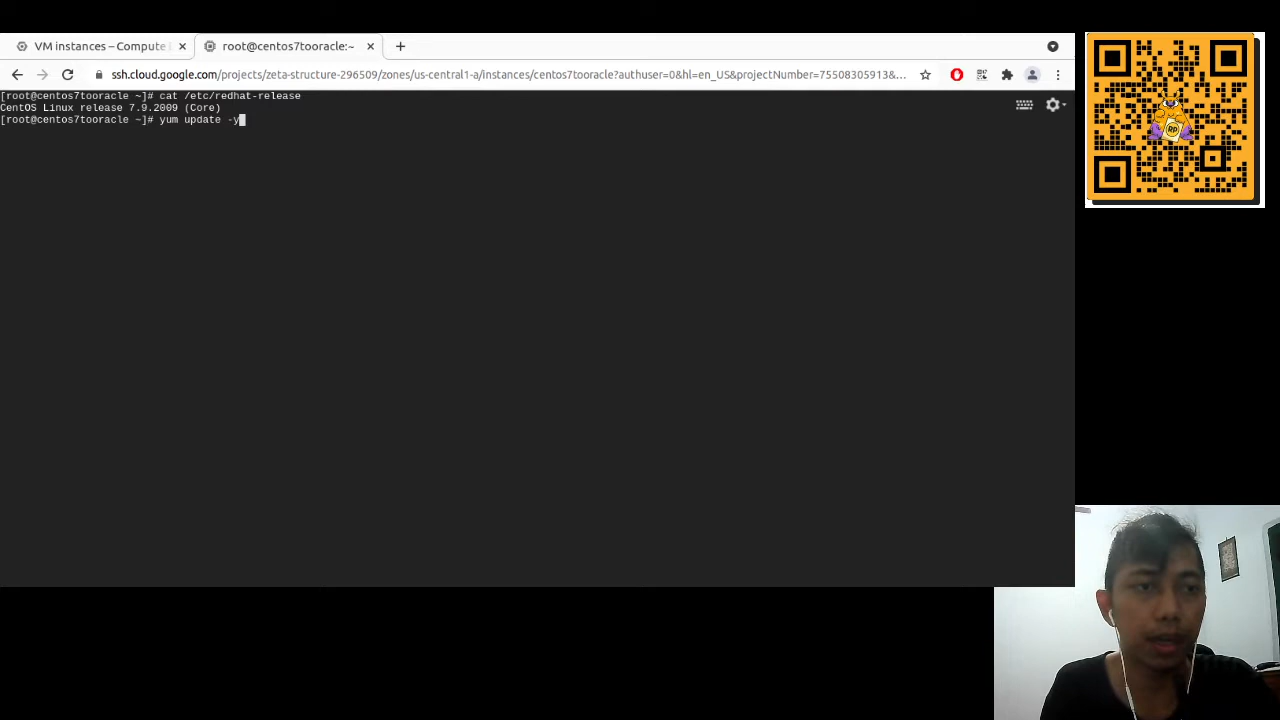 VM instances – Compute
root@centos7tooracle:~
ssh.cloud.google.com/projects/zeta-structure-296509/zones/us-central1-a/instances/centos7tooracle?authuser=0&hl=en_US&projectNumber=75508305913&...
[root@centos7tooracle ~]# cat /etc/redhat-release
CentOS Linux release 7.9.2009 (Core)
[root@centos7tooracle ~]# yum update -y
RP